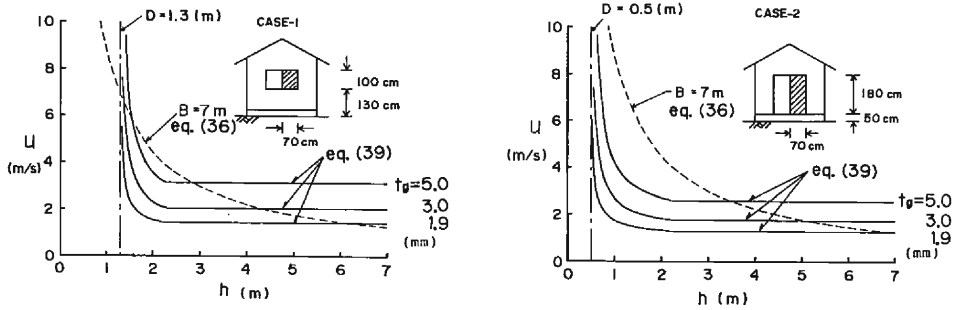 D = 1.3 (m)
CASE-1
10
8
6
4
2
0
U
(m/s)
B = 7 m
eq. (36)
100 cm
130 cm
70 cm
eq. (39)
tg=5.0
3.0
1.9
(mm)
0 1 2 3 4 5 6 7
h (m)
D = 0.5 (m)
CASE-2
10
8
6
4
2
0
U
(m/s)
B = 7 m
eq. (36)
180 cm
50 cm
70 cm
eq. (39)
tg=5.0
3.0
1.9
(mm)
0 1 2 3 4 5 6 7
h (m)